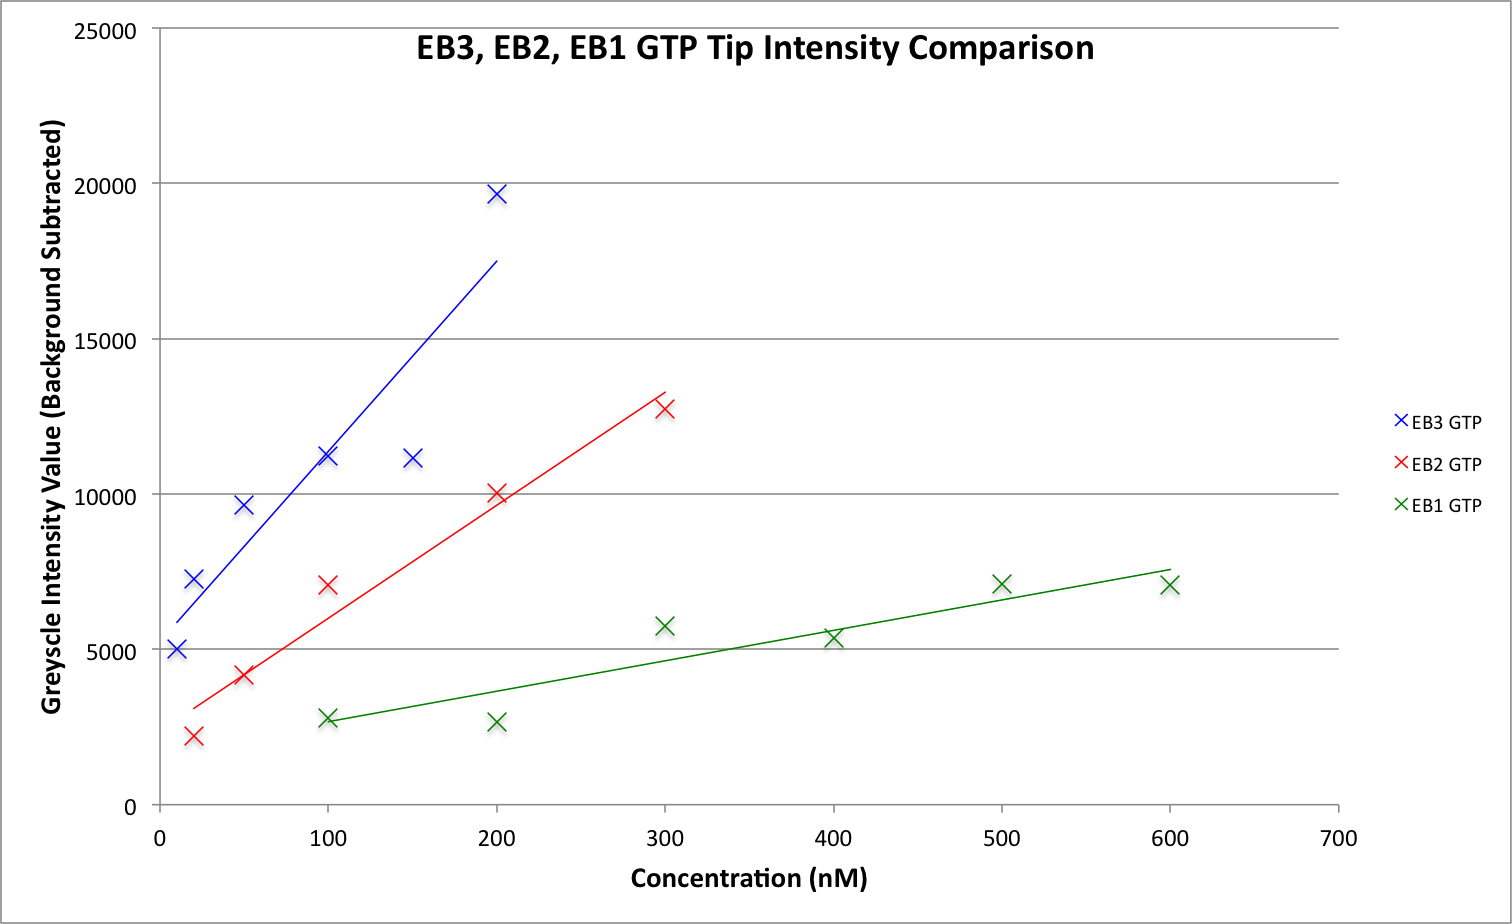 EB3, EB2, EB1 GTP Tip Intensity Comparison
Greyscle Intensity Value (Background Subtracted)
25000
20000
15000
10000
5000
0
0 100 200 300 400 500 600 700
Concentration (nM)
EB3 GTP
EB2 GTP
EB1 GTP